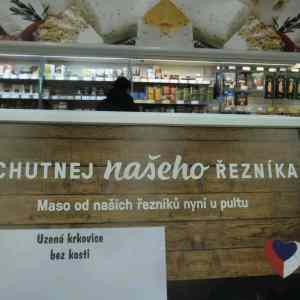 CHUTNEJ našeho ŘEZNÍKA
Maso od našich řezníků nyní u pultu
Uzená krkovice
bez kosti